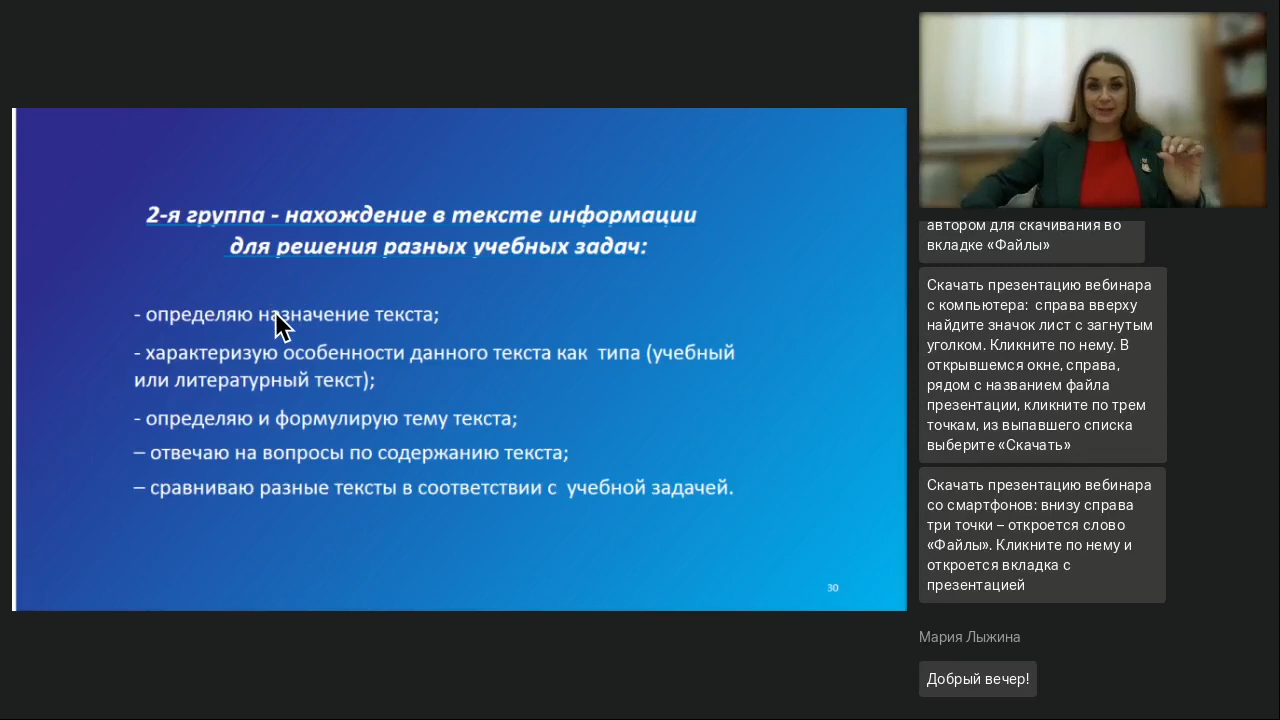 2-я группа - нахождение в тексте информации
для решения разных учебных задач:
- определяю назначение текста;
- характеризую особенности данного текста как типа (учебный
или литературный текст);
- определяю и формулирую тему текста;
– отвечаю на вопросы по содержанию текста;
– сравниваю разные тексты в соответствии с учебной задачей.
30
автором для скачивания во
вкладке «Файлы»
Скачать презентацию вебинара
с компьютера: справа вверху
найдите значок лист с загнутым
уголком. Кликните по нему. В
открывшемся окне, справа,
рядом с названием файла
презентации, кликните по трем
точкам, из выпавшего списка
выберите «Скачать»
Скачать презентацию вебинара
со смартфонов: внизу справа
три точки – откроется слово
«Файлы». Кликните по нему и
откроется вкладка с
презентацией
Мария Лыжина
Добрый вечер!